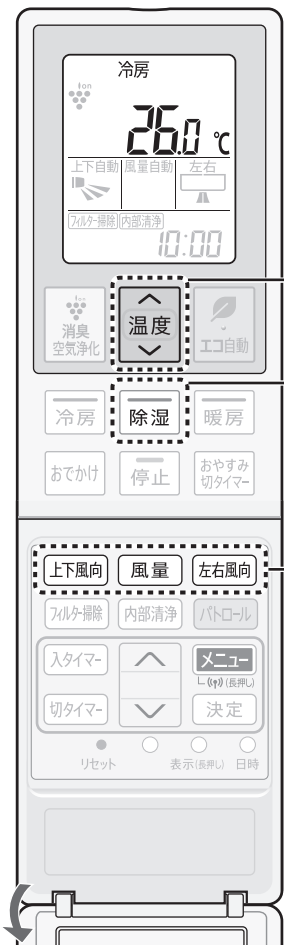 冷房
Ion
26.0 ℃
上下自動 風量自動 左右
フィルター掃除 内部清浄
10:00
Ion
消臭
空気浄化
温度
エコ自動
冷房 除湿 暖房
おでかけ 停止 おやすみ
切タイマー
上下風向 風量 左右風向
フィルター掃除 内部清浄 パトロール
入タイマー メニュー
(長押し)
切タイマー 決定
リセット 表示(長押し) 日時